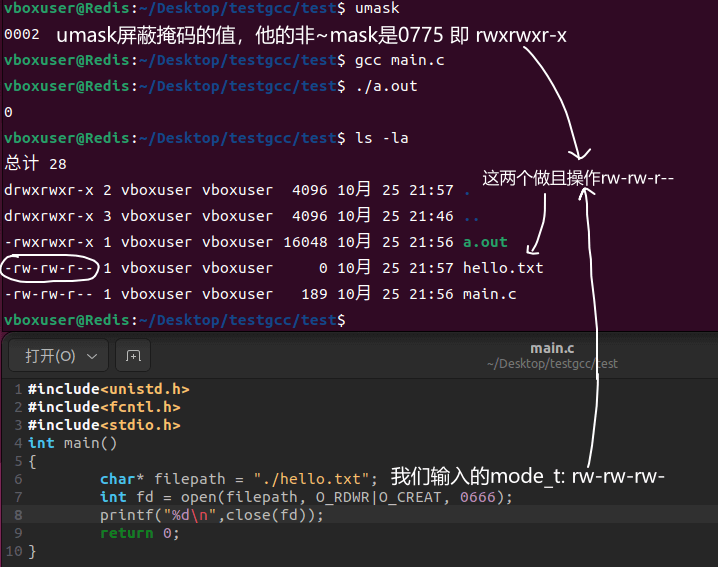 vboxuser@Redis:~/Desktop/testgcc/test$ umask
0002 umask屏蔽掩码的值，他的非~mask是0775 即 rwxrwxr-x
vboxuser@Redis:~/Desktop/testgcc/test$ gcc main.c
vboxuser@Redis:~/Desktop/testgcc/test$ ./a.out
0
vboxuser@Redis:~/Desktop/testgcc/test$ ls -la
总计 28
这两个做且操作rw-rw-r--
drwxrwxr-x 2 vboxuser vboxuser  4096 10月 25 21:57 .
drwxrwxr-x 3 vboxuser vboxuser  4096 10月 25 21:46 ..
-rwxrwxr-x 1 vboxuser vboxuser 16048 10月 25 21:56 a.out
-rw-rw-r-- 1 vboxuser vboxuser     0 10月 25 21:57 hello.txt
-rw-rw-r-- 1 vboxuser vboxuser   189 10月 25 21:56 main.c
vboxuser@Redis:~/Desktop/testgcc/test$
打开(O)
main.c
~/Desktop/testgcc/test
1 #include<unistd.h>
2 #include<fcntl.h>
3 #include<stdio.h>
4 int main()
5 {
6         char* filepath = "./hello.txt"; 我们输入的mode_t: rw-rw-rw-
7         int fd = open(filepath, O_RDWR|O_CREAT, 0666);
8         printf("%d\n",close(fd));
9         return 0;
10 }